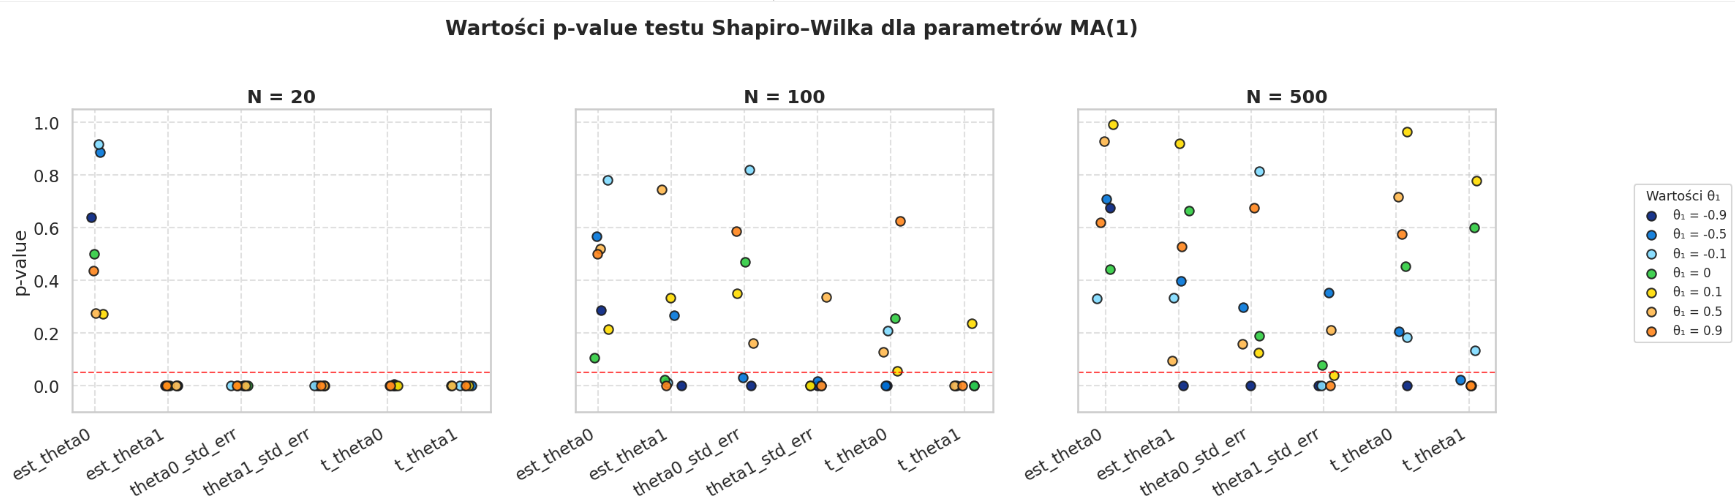 Wartości p-value testu Shapiro–Wilka dla parametrów MA(1)
N = 20
N = 100
N = 500
p-value
1.0
0.8
0.6
0.4
0.2
0.0
est_theta0
est_theta1
theta0_std_err
theta1_std_err
t_theta0
t_theta1
est_theta0
est_theta1
theta0_std_err
theta1_std_err
t_theta0
t_theta1
est_theta0
est_theta1
theta0_std_err
theta1_std_err
t_theta0
t_theta1
Wartości θ₁
θ₁ = -0.9
θ₁ = -0.5
θ₁ = -0.1
θ₁ = 0
θ₁ = 0.1
θ₁ = 0.5
θ₁ = 0.9